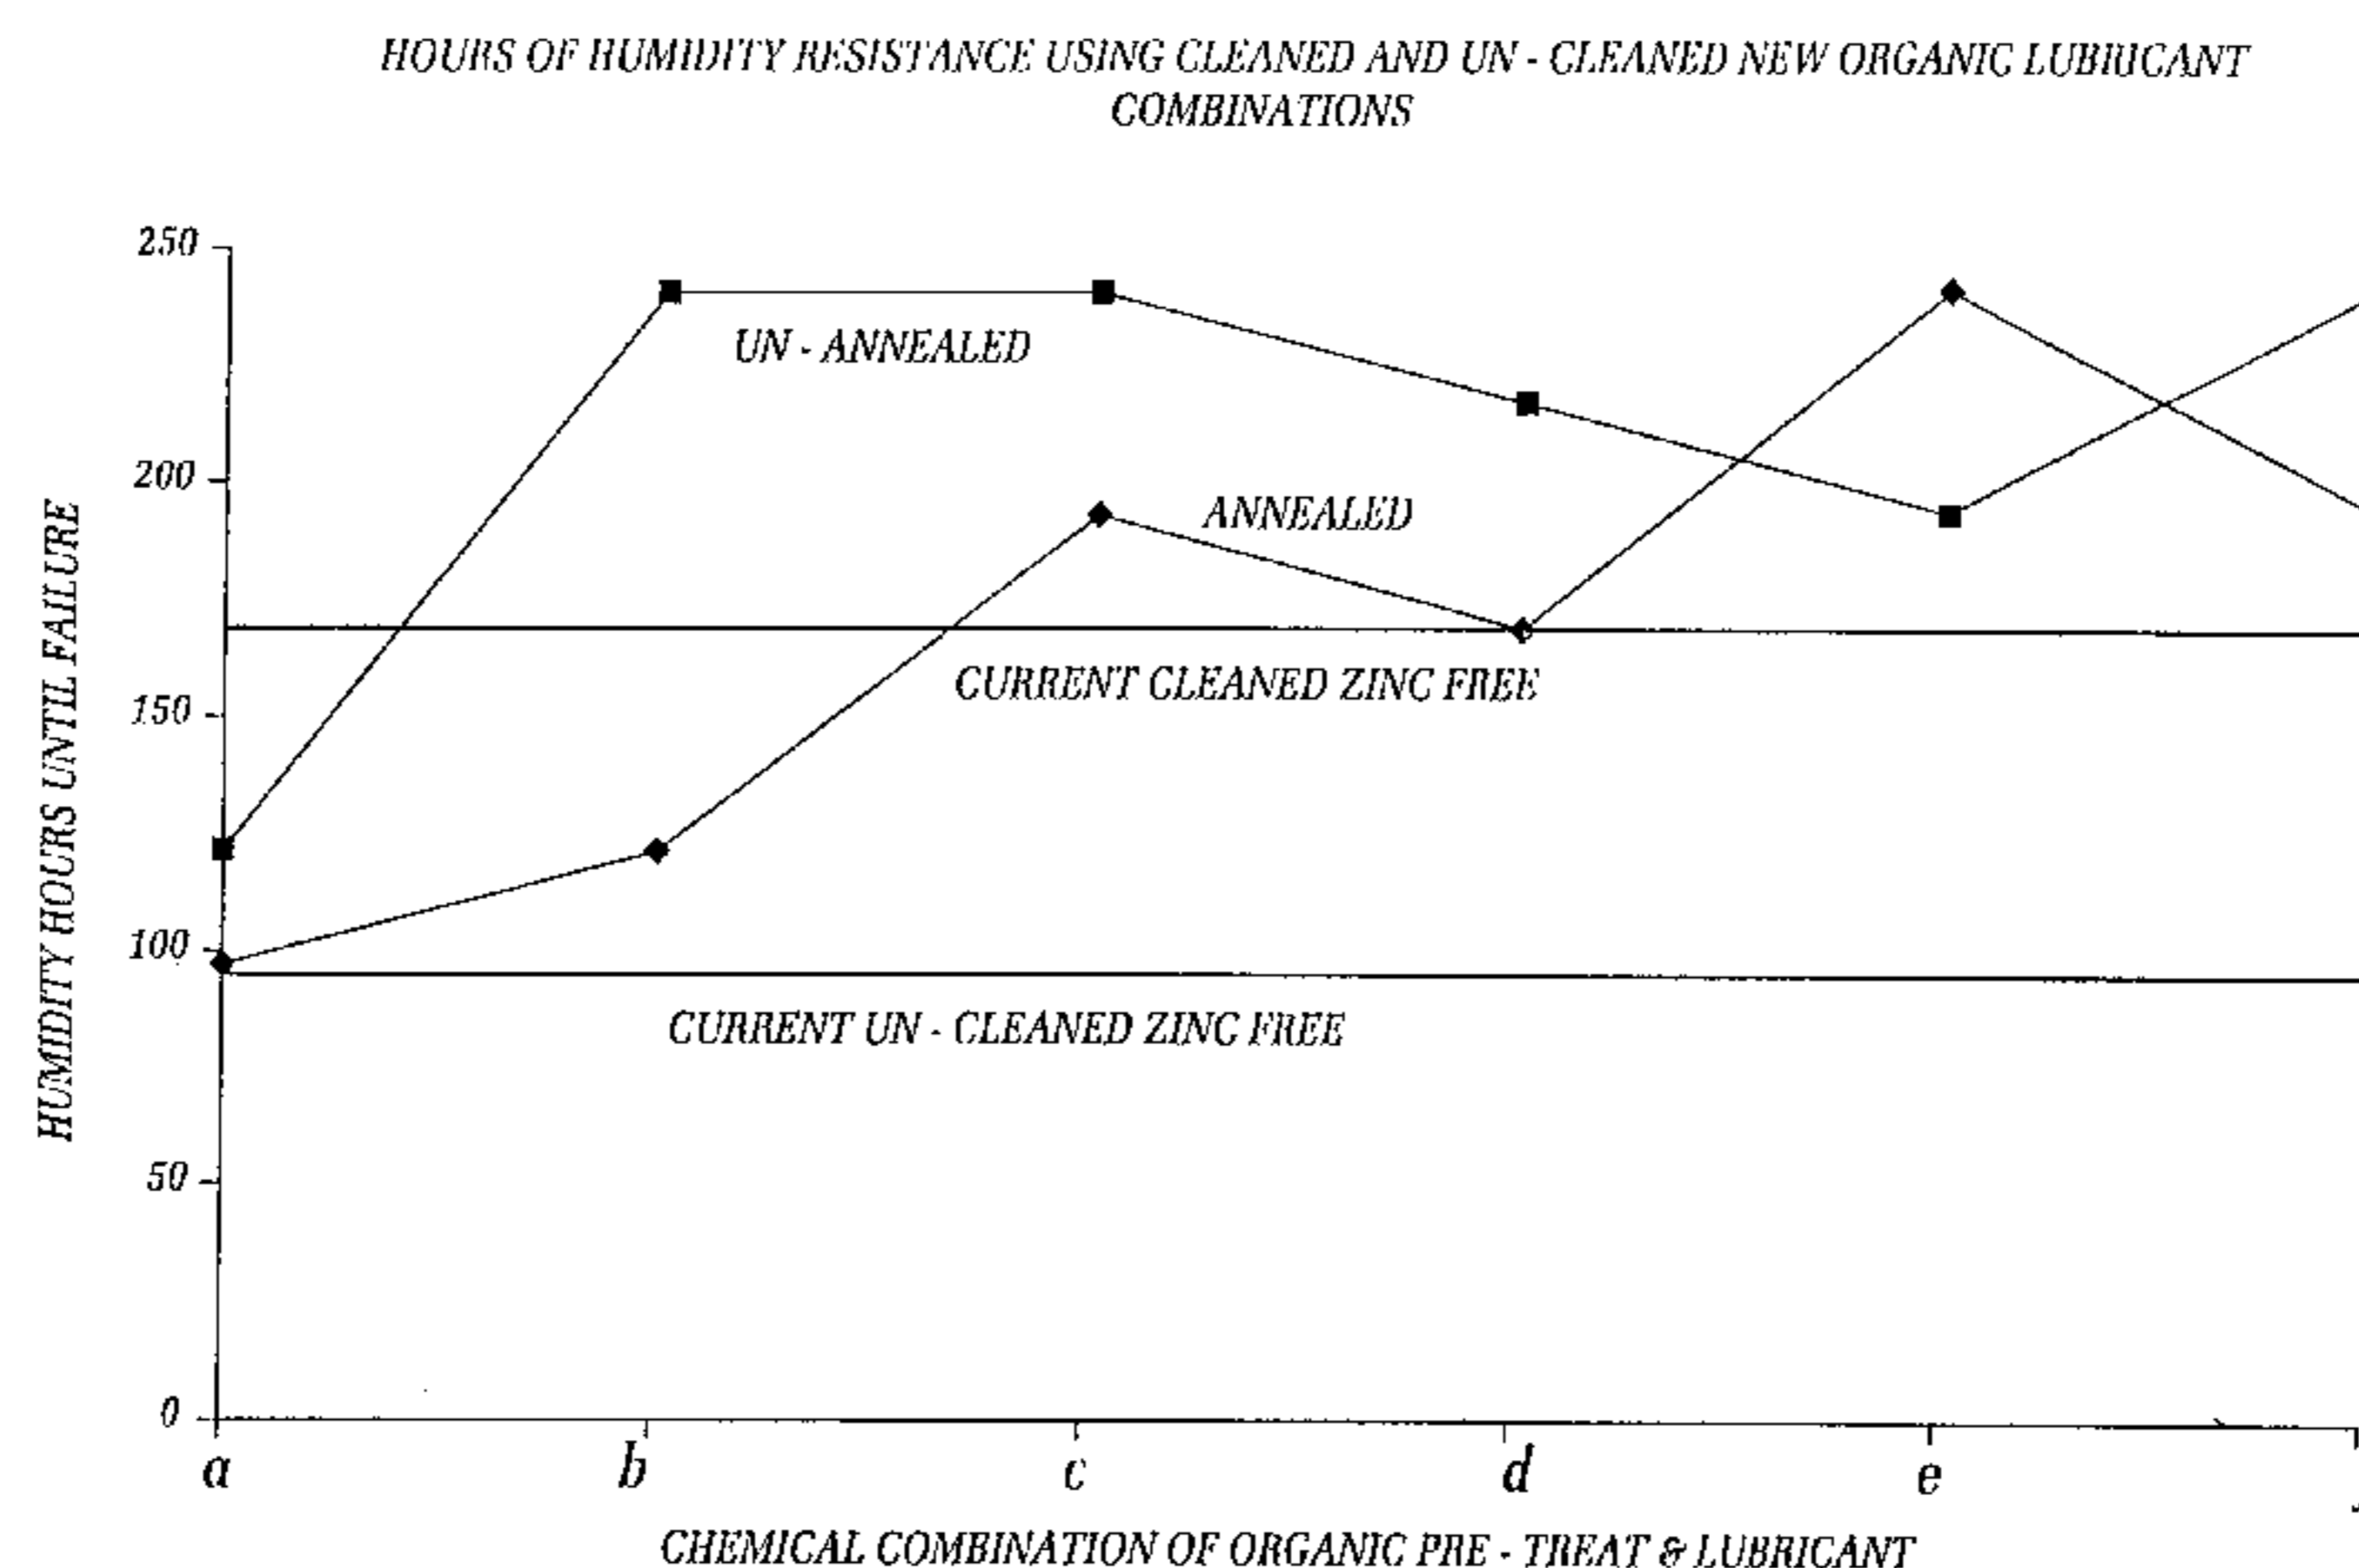 HOURS OF HUMIDITY RESISTANCE USING CLEANED AND UN - CLEANED NEW ORGANIC LUBRICANT
COMBINATIONS
HUMIDITY HOURS UNTIL FAILURE
250
200
150
100
50
0
UN - ANNEALED
ANNEALED
CURRENT CLEANED ZINC FREE
CURRENT UN - CLEANED ZINC FREE
a b c d e
CHEMICAL COMBINATION OF ORGANIC PRE - TREAT & LUBRICANT